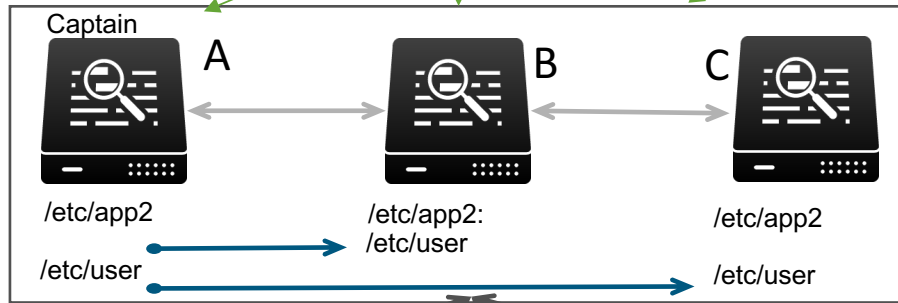 Captain
A
B
C
/etc/app2
/etc/user
/etc/app2:
/etc/user
/etc/app2
/etc/user